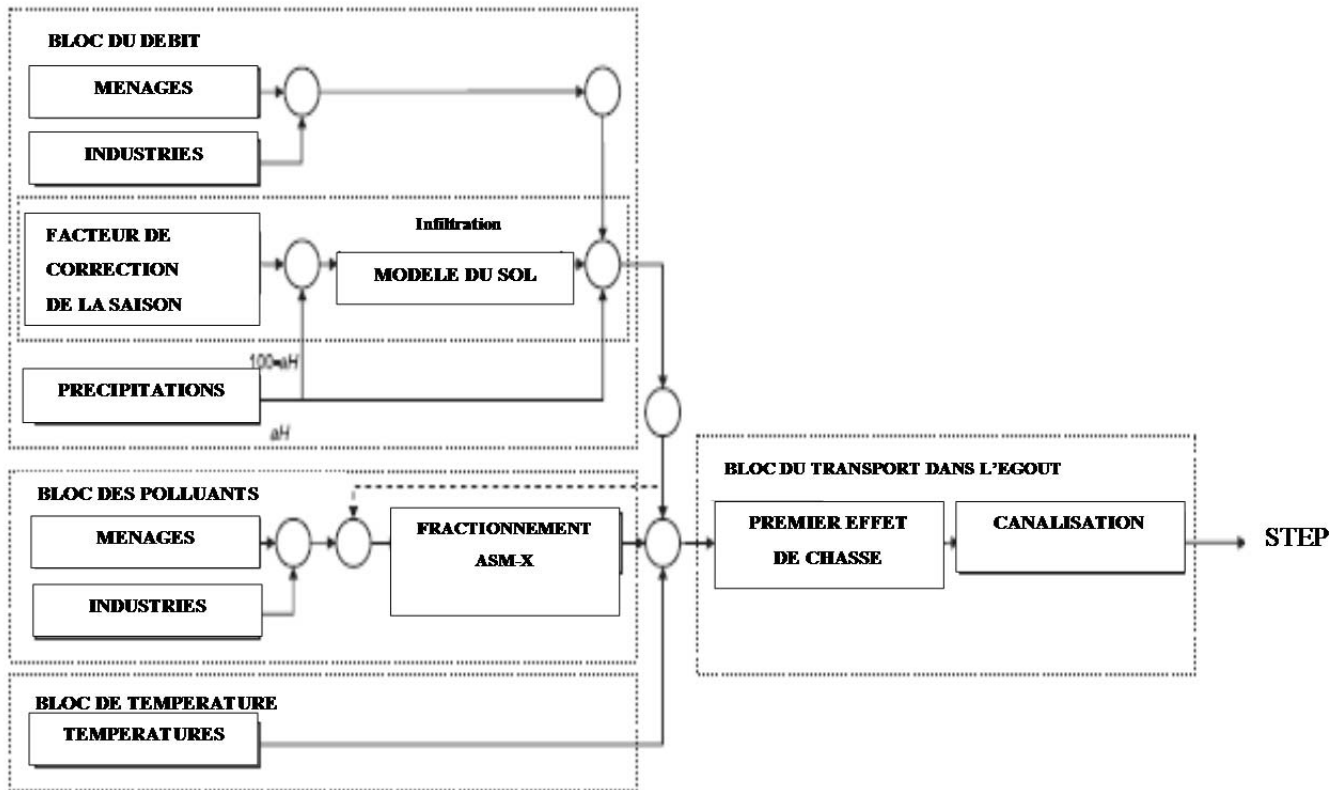 BLOC DU DEBIT
MENAGES
INDUSTRIES
FACTEUR DE
CORRECTION
DE LA SAISON
Infiltration
MODELE DU SOL
100-aH
PRECIPITATIONS
aH
BLOC DES POLLUANTS
MENAGES
INDUSTRIES
FRACTIONNEMENT
ASM-X
BLOC DE TEMPERATURE
TEMPERATURES
BLOC DU TRANSPORT DANS L'EGOUT
PREMIER EFFET
DE CHASSE
CANALISATION
STEP